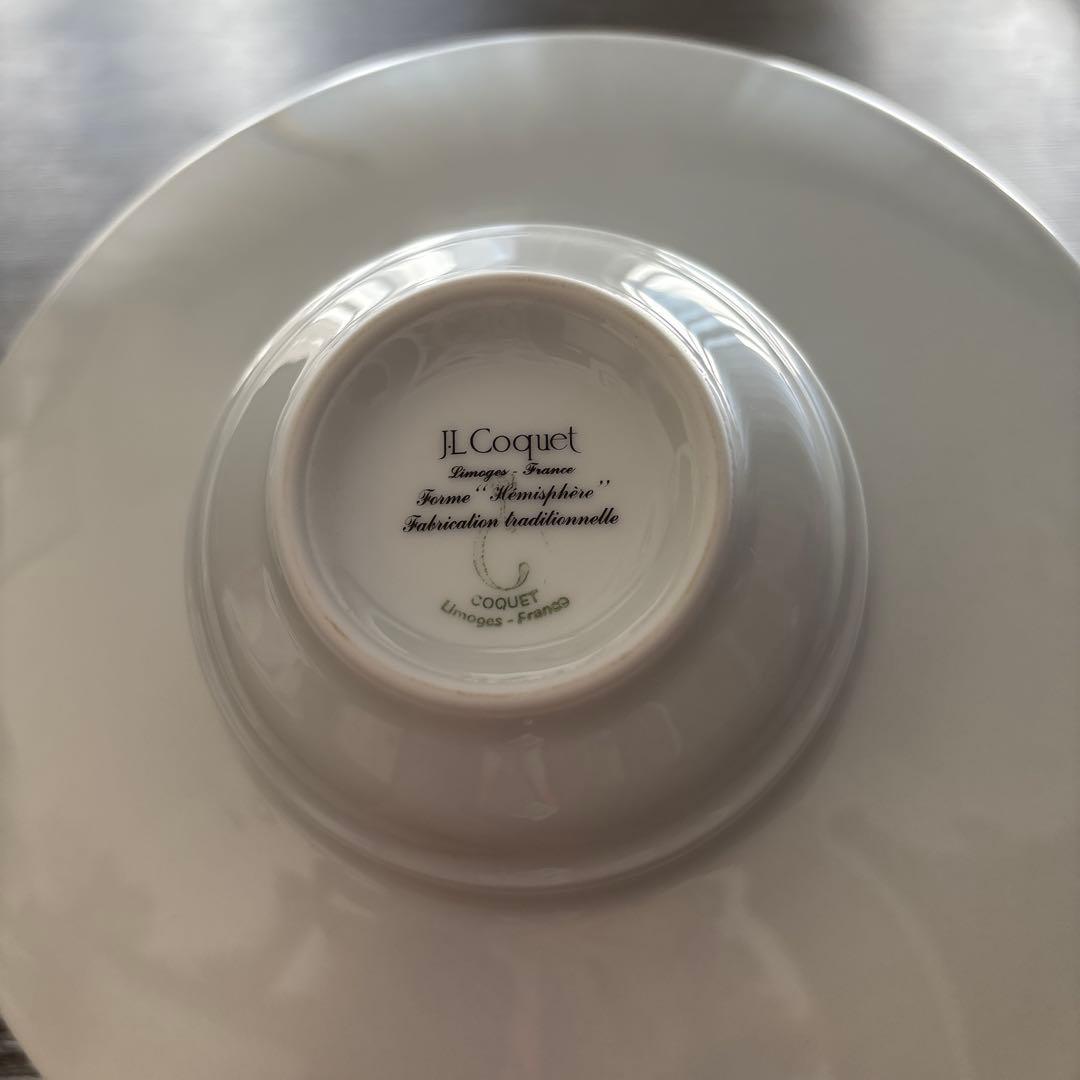 J.L Coquet
Limoges - France
Forme “Hémisphère”
Fabrication traditionnelle
COQUET
Limoges - France